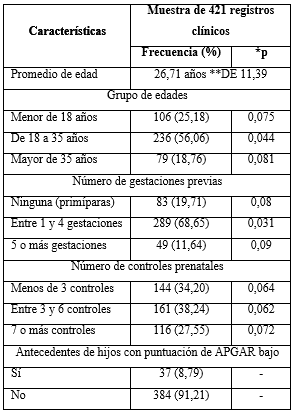 Características
Muestra de 421 registros
clínicos
Frecuencia (%) *p
Promedio de edad 26,71 años **DE 11,39
Grupo de edades
Menor de 18 años 106 (25,18) 0,075
De 18 a 35 años 236 (56,06) 0,044
Mayor de 35 años 79 (18,76) 0,081
Número de gestaciones previas
Ninguna (primíparas) 83 (19,71) 0,08
Entre 1 y 4 gestaciones 289 (68,65) 0,031
5 o más gestaciones 49 (11,64) 0,09
Número de controles prenatales
Menos de 3 controles 144 (34,20) 0,064
Entre 3 y 6 controles 161 (38,24) 0,062
7 o más controles 116 (27,55) 0,072
Antecedentes de hijos con puntuación de APGAR bajo
Sí 37 (8,79) -
No 384 (91,21) -